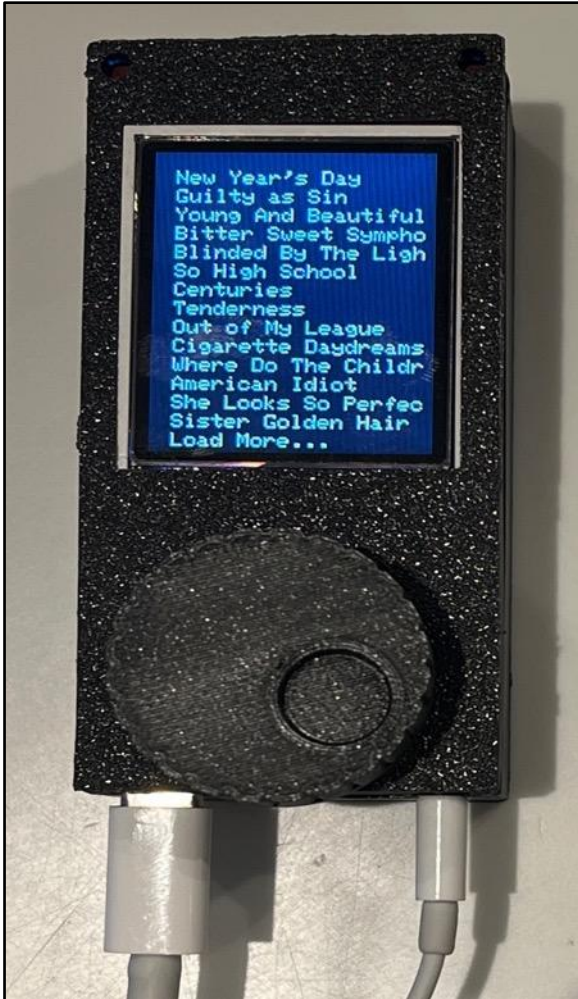 New Year's Day
Guilty as Sin
Young And Beautiful
Bitter Sweet Sympho
Blinded By The Ligh
So High School
Centuries
Tenderness
Out of My League
Cigarette Daydreams
Where Do The Childr
American Idiot
She Looks So Perfec
Sister Golden Hair
Load More...